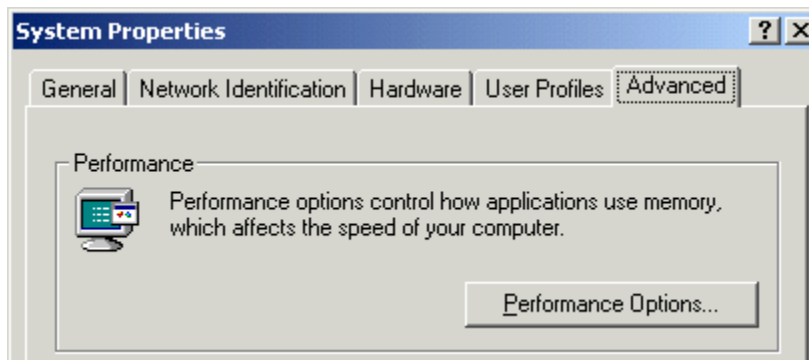 System Properties
General Network Identification Hardware User Profiles Advanced
Performance
Performance options control how applications use memory,
which affects the speed of your computer.
Performance Options...